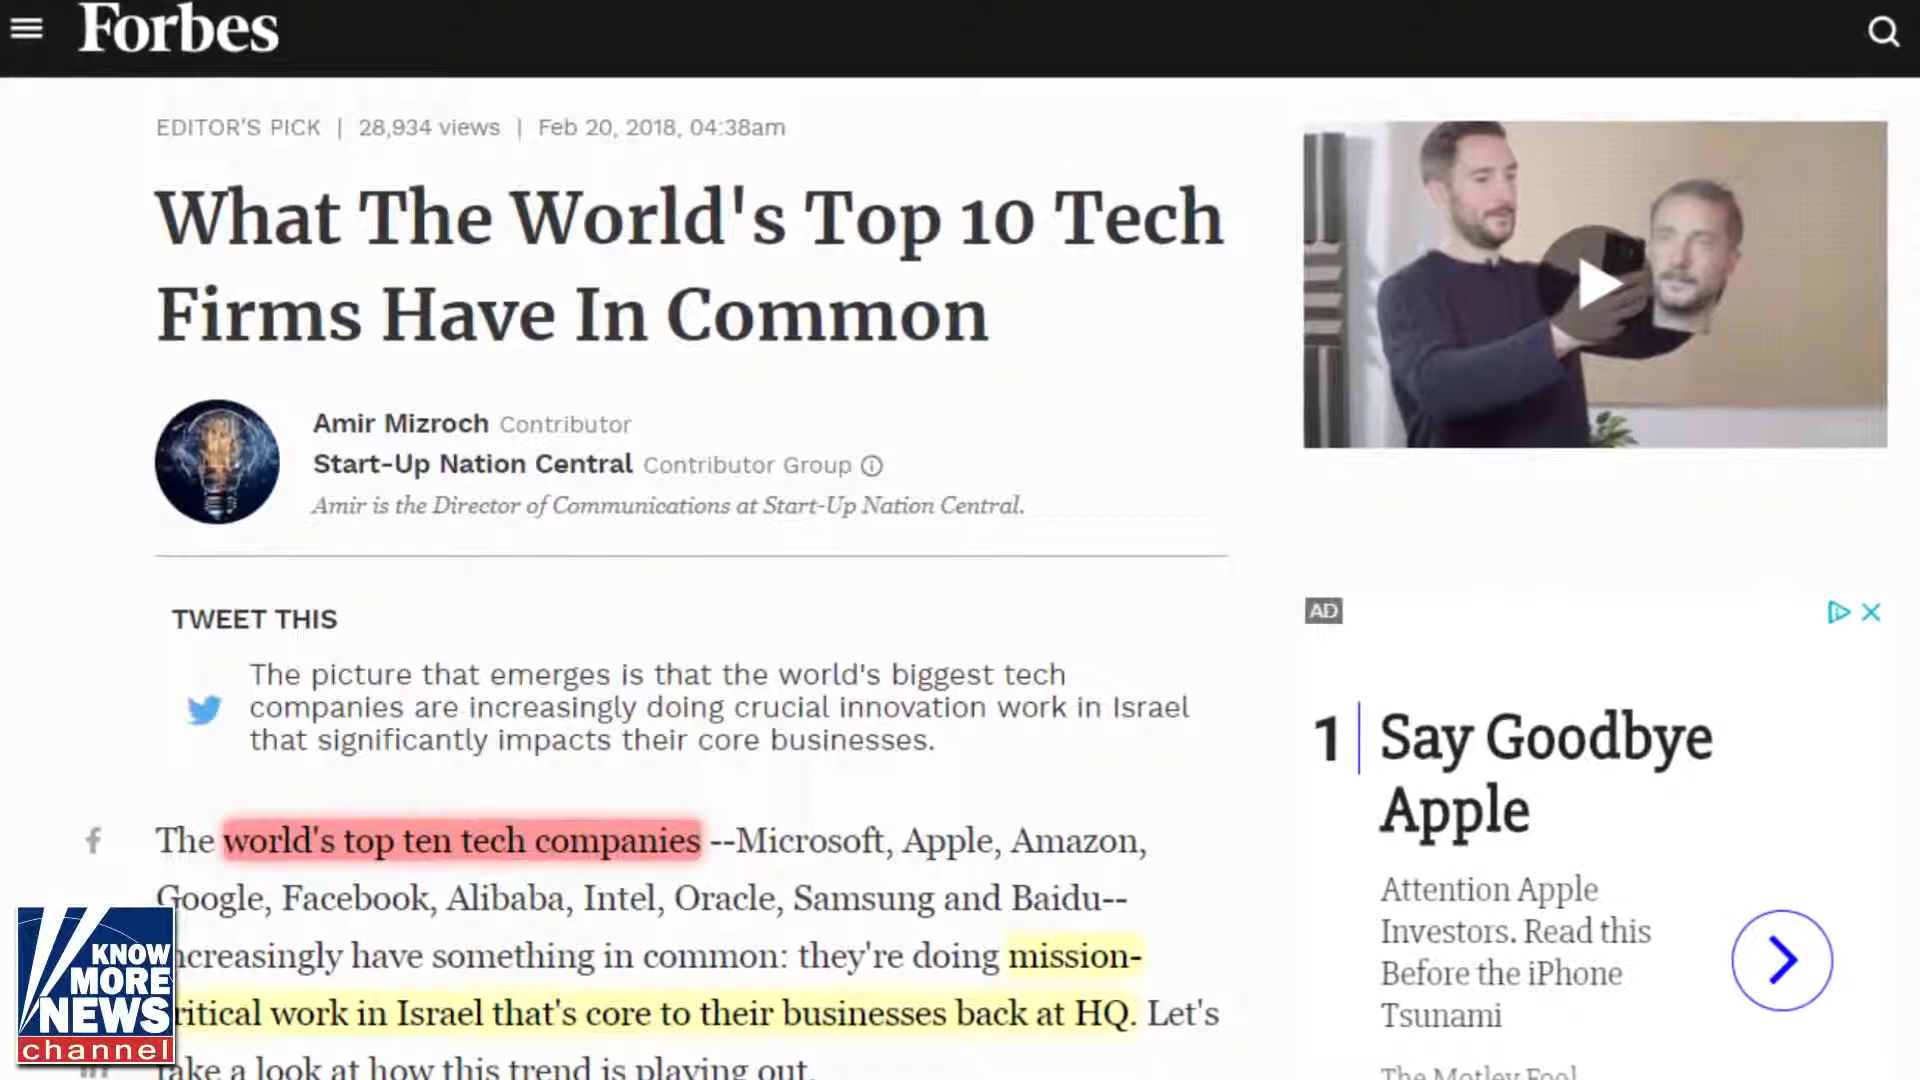 Forbes
EDITOR'S PICK | 28,934 views | Feb 20, 2018, 04:38am
What The World's Top 10 Tech
Firms Have In Common
Amir Mizroch Contributor
Start-Up Nation Central Contributor Group
Amir is the Director of Communications at Start-Up Nation Central.
TWEET THIS
The picture that emerges is that the world's biggest tech
companies are increasingly doing crucial innovation work in Israel
that significantly impacts their core businesses.
The world's top ten tech companies --Microsoft, Apple, Amazon,
Google, Facebook, Alibaba, Intel, Oracle, Samsung and Baidu--
ncreasingly have something in common: they're doing mission-
ritical work in Israel that's core to their businesses back at HQ. Let's
take a look at how this trend is playing out.
AD
1 Say Goodbye
Apple
Attention Apple
Investors. Read this
Before the iPhone
Tsunami
The Motley Fool
KNOW
MORE
NEWS
channel